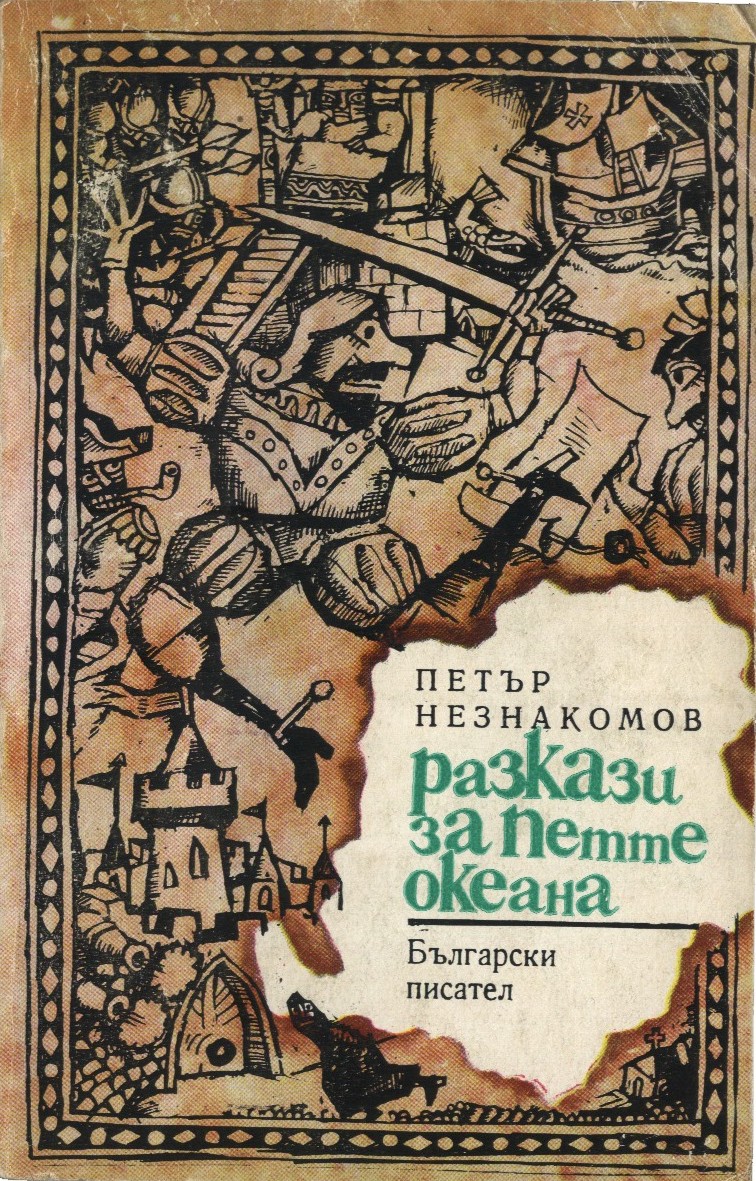 ПЕТЪР
НЕЗНАКОМОВ
разкази
за петте
океана
Български
писател